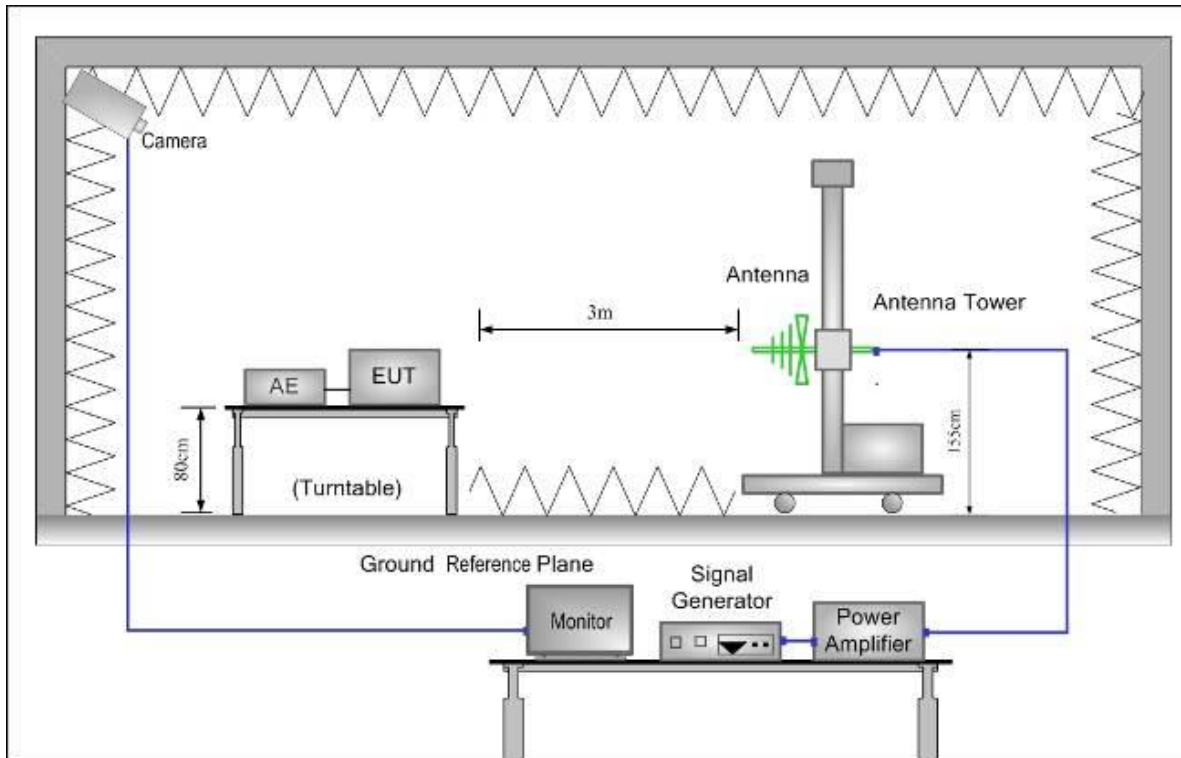 Camera
Antenna
Antenna Tower
3m
AE
EUT
80cm
155cm
(Turntable)
Ground Reference Plane
Signal
Generator
Monitor
Power
Amplifier